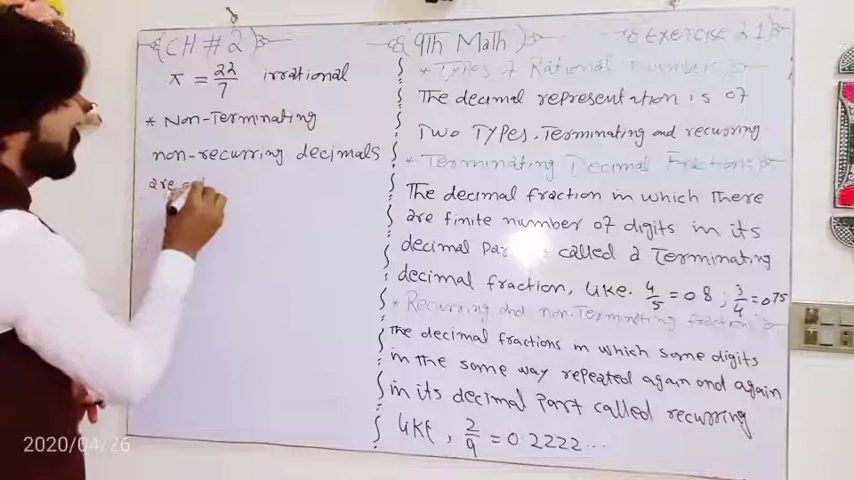 CH # 2
π = 22/7 irrational
* Non-Terminating
non-recurring decimals
are
9th Math
EXERCISE 2.1
* Types of Rational numbers
The decimal representation is of
Two Types, Terminating and recurring
* Terminating Decimal Fractions
The decimal fraction in which There
are finite number of digits in its
decimal Part is called a Terminating
decimal fraction, LIKE. 4/5 = 0.8 ; 3/4 = 0.75
* Recurring and non-Terminating fractions
The decimal fractions in which some digits
in the same way repeated again and again
in its decimal Part called recurring
LIKE, 2/9 = 0.2222...
2020/04/26